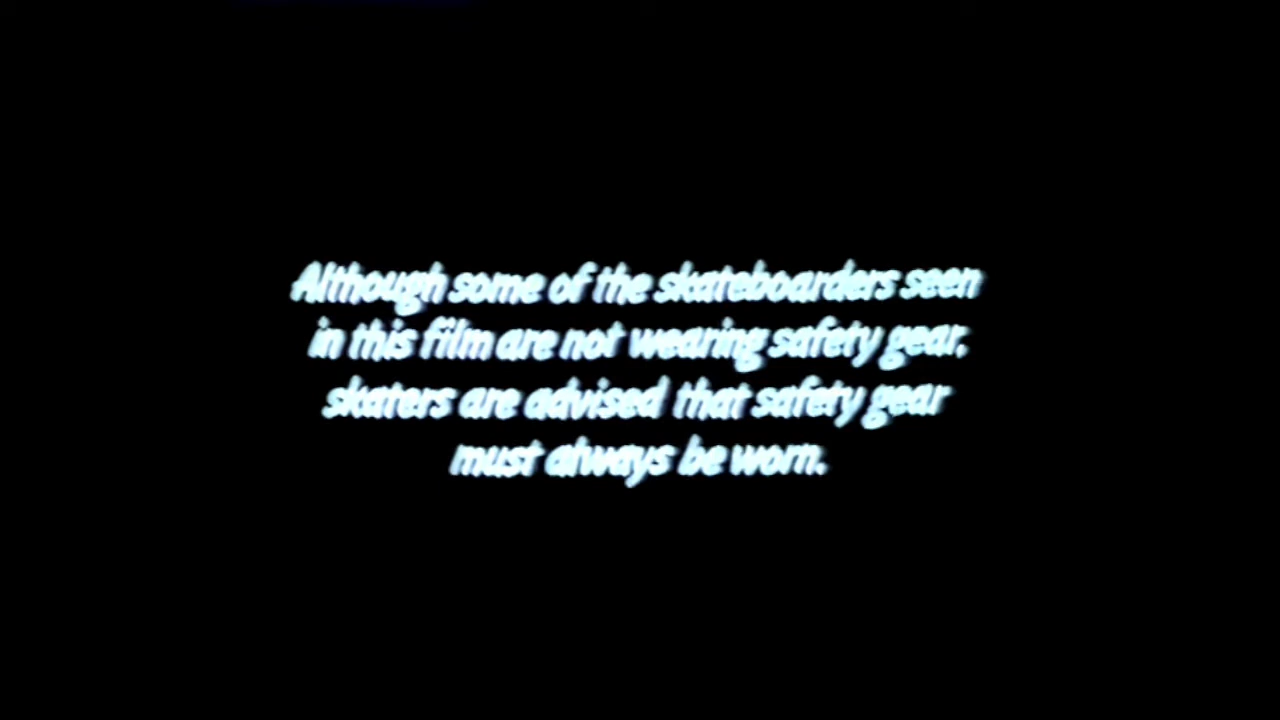 Although some of the skateboarders seen
in this film are not wearing safety gear,
skaters are advised that safety gear
must always be worn.